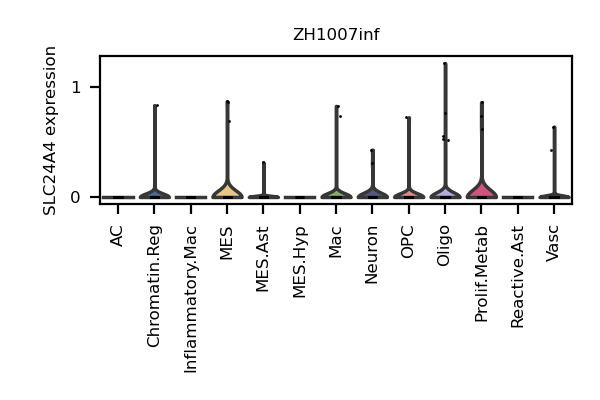 ZH1007inf
SLC24A4 expression
1
0
AC
Chromatin.Reg
Inflammatory.Mac
MES
MES.Ast
MES.Hyp
Mac
Neuron
OPC
Oligo
Prolif.Metab
Reactive.Ast
Vasc